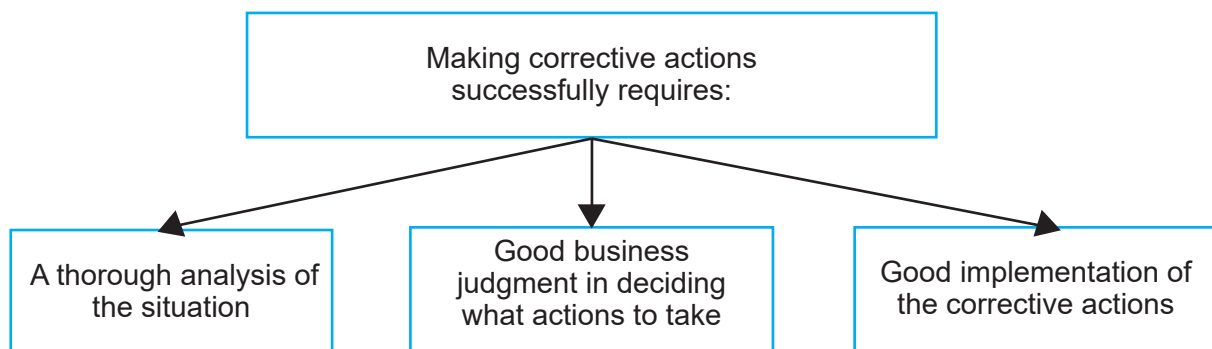 Making corrective actions
successfully requires:
A thorough analysis of
the situation
Good business
judgment in deciding
what actions to take
Good implementation of
the corrective actions